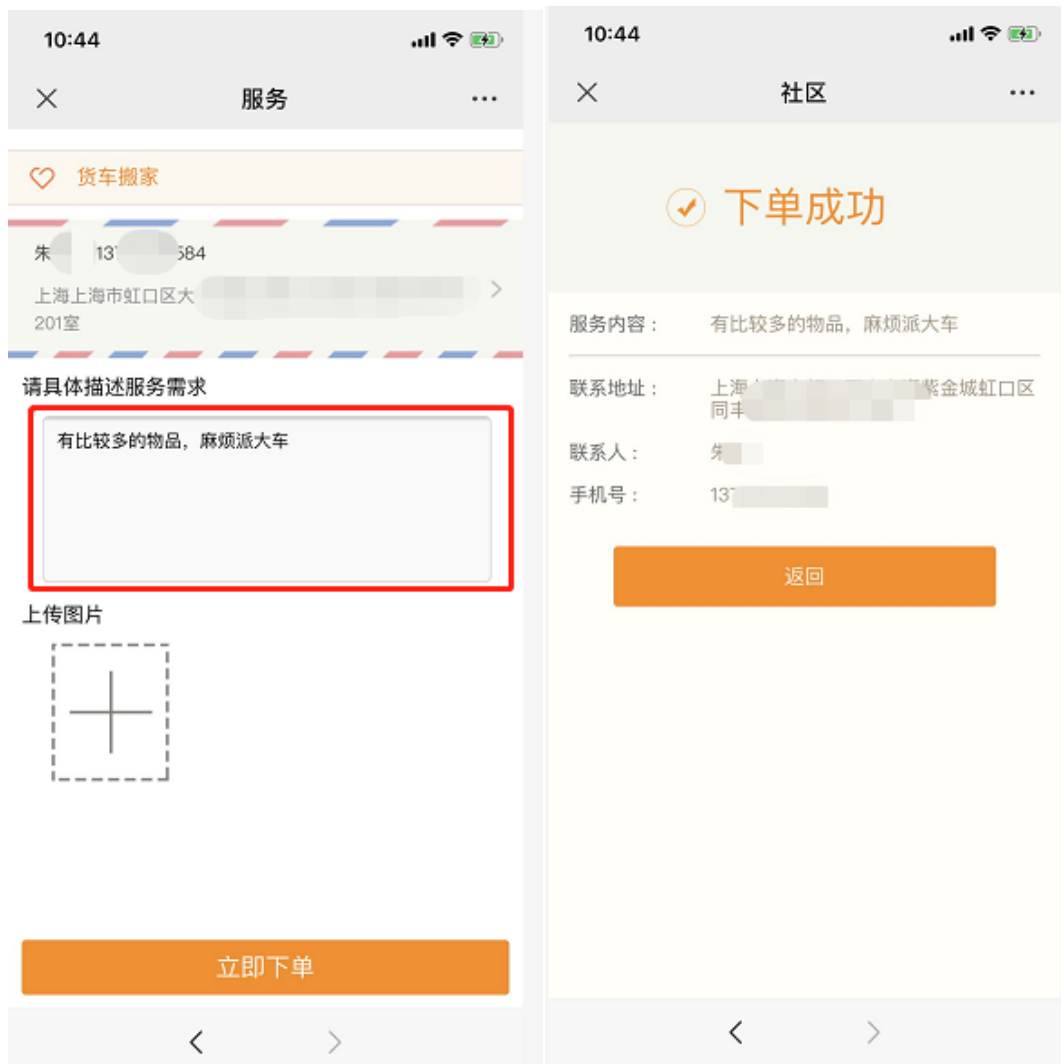 10:44
服务
货车搬家
朱 13 584
上海上海市虹口区大
201室
请具体描述服务需求
有比较多的物品，麻烦派大车
上传图片
立即下单
10:44
社区
下单成功
服务内容： 有比较多的物品，麻烦派大车
联系地址： 上海 紫金城虹口区
同丰
联系人：
手机号： 13
返回